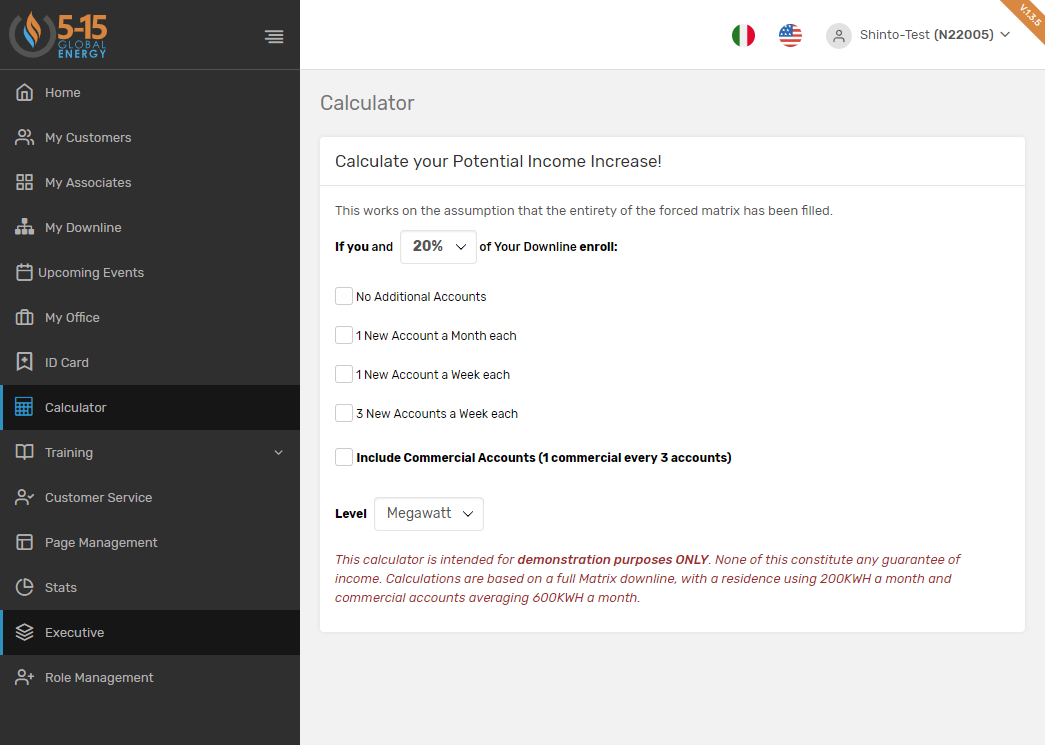 5-15
GLOBAL
ENERGY
Shinto-Test (N22005)
V.1.3.5
Home
My Customers
My Associates
My Downline
Upcoming Events
My Office
ID Card
Calculator
Training
Customer Service
Page Management
Stats
Executive
Role Management
Calculator
Calculate your Potential Income Increase!
This works on the assumption that the entirety of the forced matrix has been filled.
If you and 20% of Your Downline enroll:
No Additional Accounts
1 New Account a Month each
1 New Account a Week each
3 New Accounts a Week each
Include Commercial Accounts (1 commercial every 3 accounts)
Level Megawatt
This calculator is intended for demonstration purposes ONLY. None of this constitute any guarantee of
income. Calculations are based on a full Matrix downline, with a residence using 200KWH a month and
commercial accounts averaging 600KWH a month.